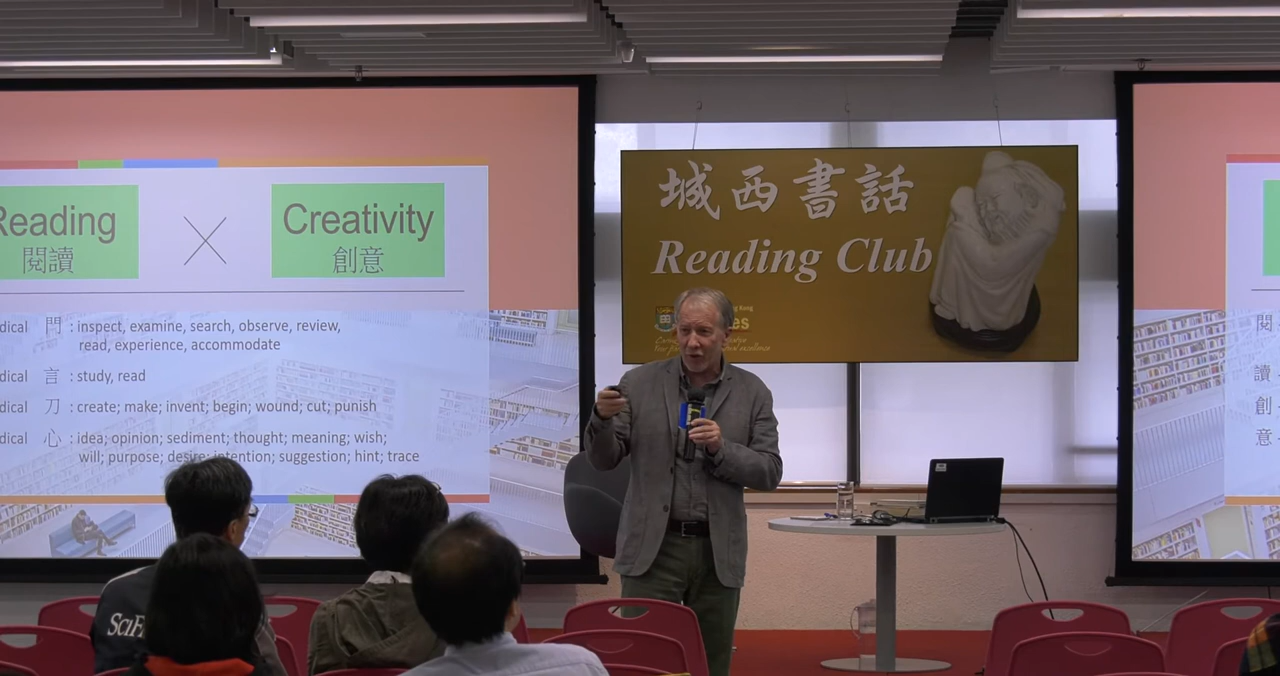 Reading
閱讀
Creativity
創意
dical 門 : inspect, examine, search, observe, review,
read, experience, accommodate
dical 言 : study, read
dical 刀 : create; make; invent; begin; wound; cut; punish
dical 心 : idea; opinion; sediment; thought; meaning; wish;
will; purpose; desire; intention; suggestion; hint; trace
城西書話
Reading Club
閱
讀
創
意